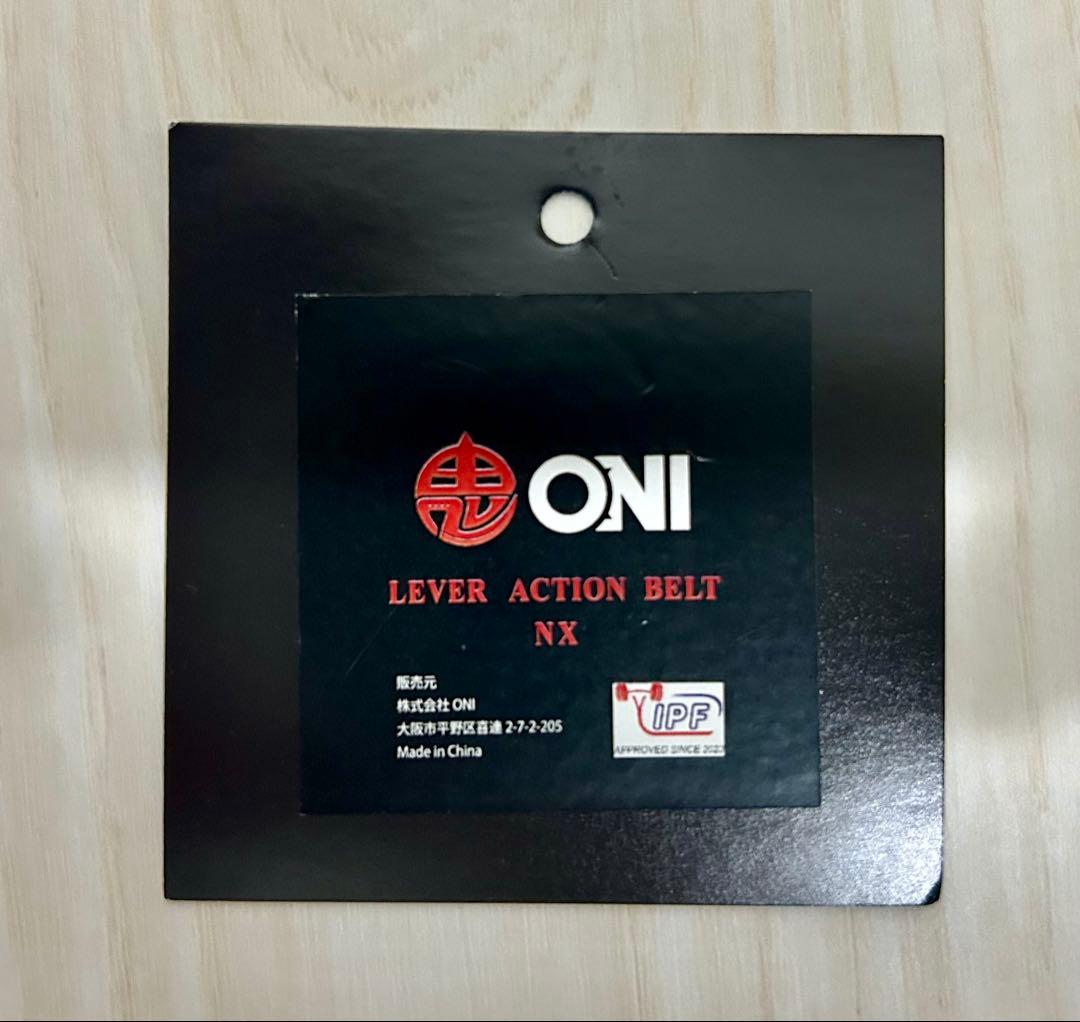 ONI
LEVER ACTION BELT
NX
販売元
株式会社 ONI
大阪市平野区喜連 2-7-2-205
Made in China
IPF
APPROVED SINCE 2023